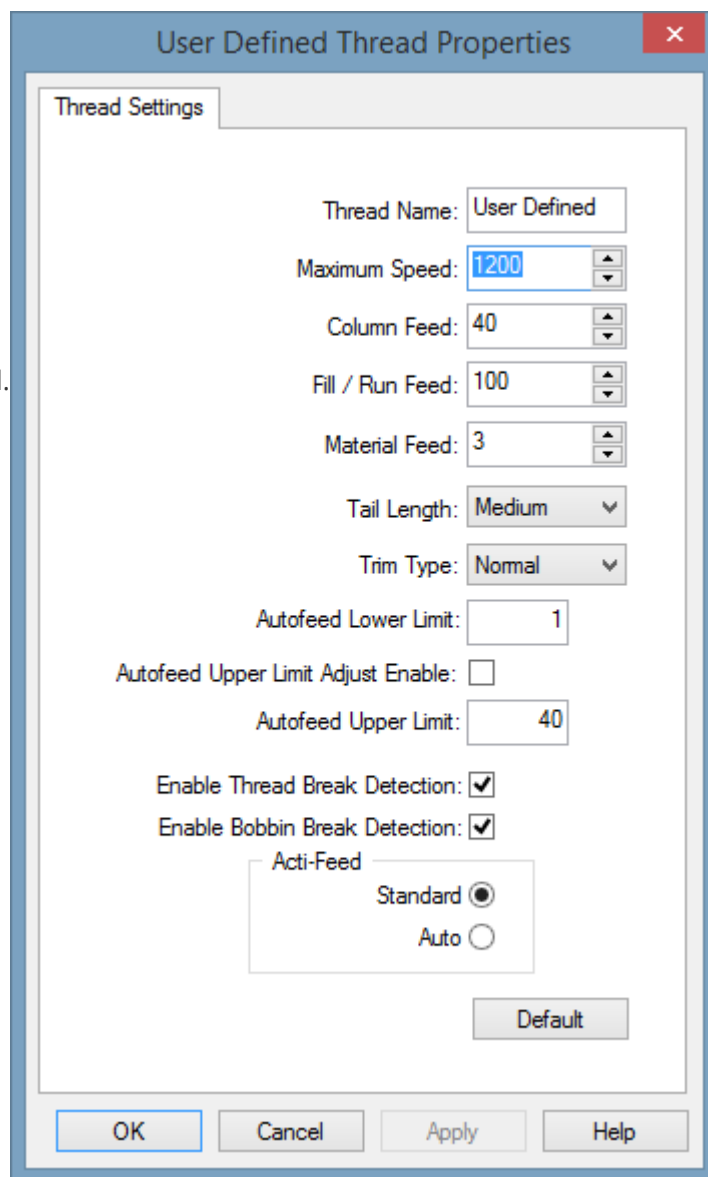 User Defined Thread Properties
Thread Settings
Thread Name: User Defined
Maximum Speed: 1200
Column Feed: 40
Fill / Run Feed: 100
Material Feed: 3
Tail Length: Medium
Trim Type: Normal
Autofeed Lower Limit: 1
Autofeed Upper Limit Adjust Enable:
Autofeed Upper Limit: 40
Enable Thread Break Detection:
Enable Bobbin Break Detection:
Acti-Feed
Standard
Auto
Default
OK Cancel Apply Help